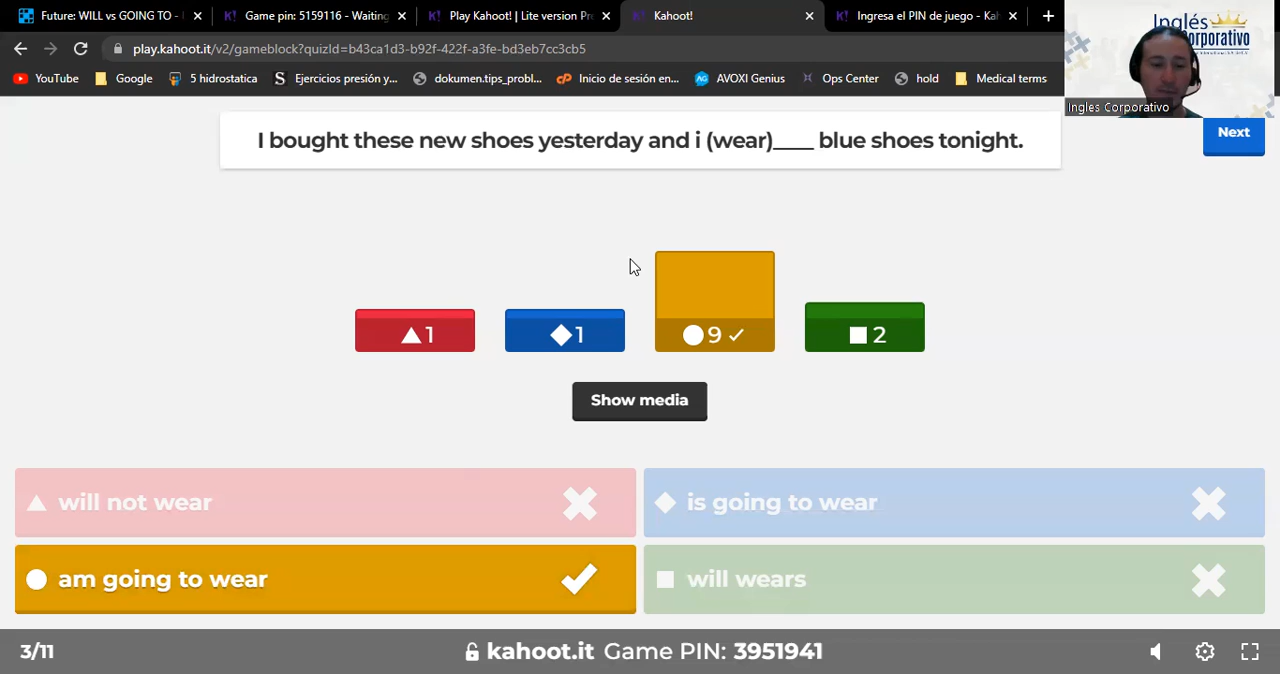 Future: WILL vs GOING TO -
Game pin: 5159116 - Waiting
Play Kahoot! | Lite version Pre
Kahoot!
Ingresa el PIN de juego - Kah
play.kahoot.it/v2/gameblock?quizId=b43ca1d3-b92f-422f-a3fe-bd3eb7cc3cb5
YouTube
Google
5 hidrostatica
Ejercicios presión y...
dokumen.tips_probl...
Inicio de sesión en...
AVOXI Genius
Ops Center
hold
Medical terms
Inglés
Corporativo
Ingles Corporativo
Next
I bought these new shoes yesterday and i (wear)____ blue shoes tonight.
1
1
9
2
Show media
will not wear
is going to wear
am going to wear
will wears
3/11
kahoot.it Game PIN: 3951941